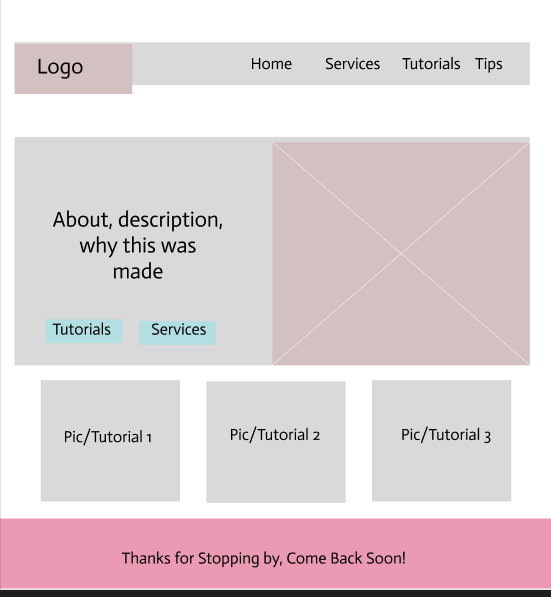 Logo
Home Services Tutorials Tips
About, description,
why this was
made
Tutorials Services
Pic/Tutorial 1 Pic/Tutorial 2 Pic/Tutorial 3
Thanks for Stopping by, Come Back Soon!